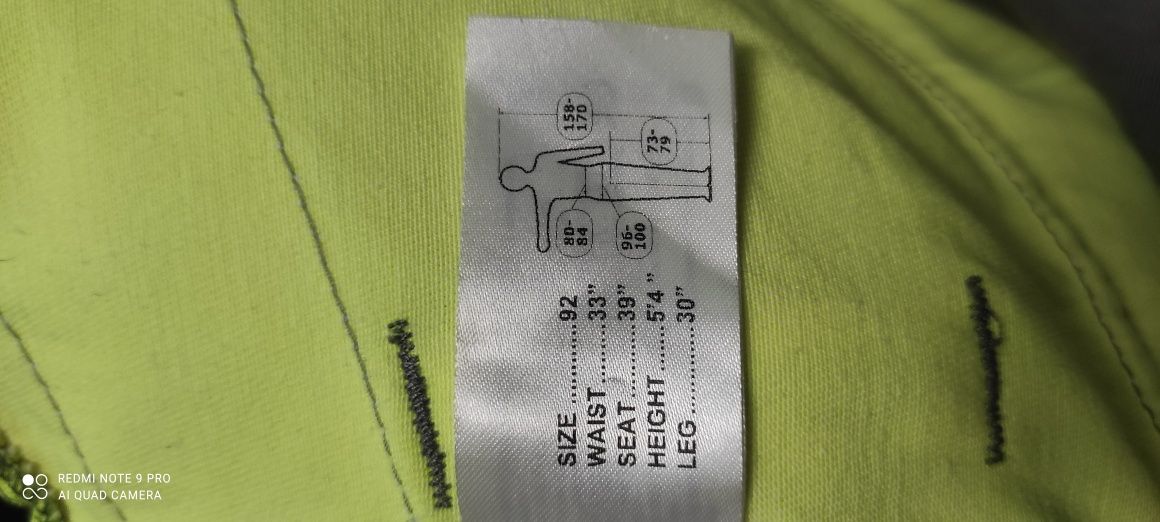 158-
170
73-
79
80-
84
96-
100
SIZE ............92
WAIST..........33”
SEAT...........39”
HEIGHT .......5'4 ”
LEG ............30”
REDMI NOTE 9 PRO
AI QUAD CAMERA